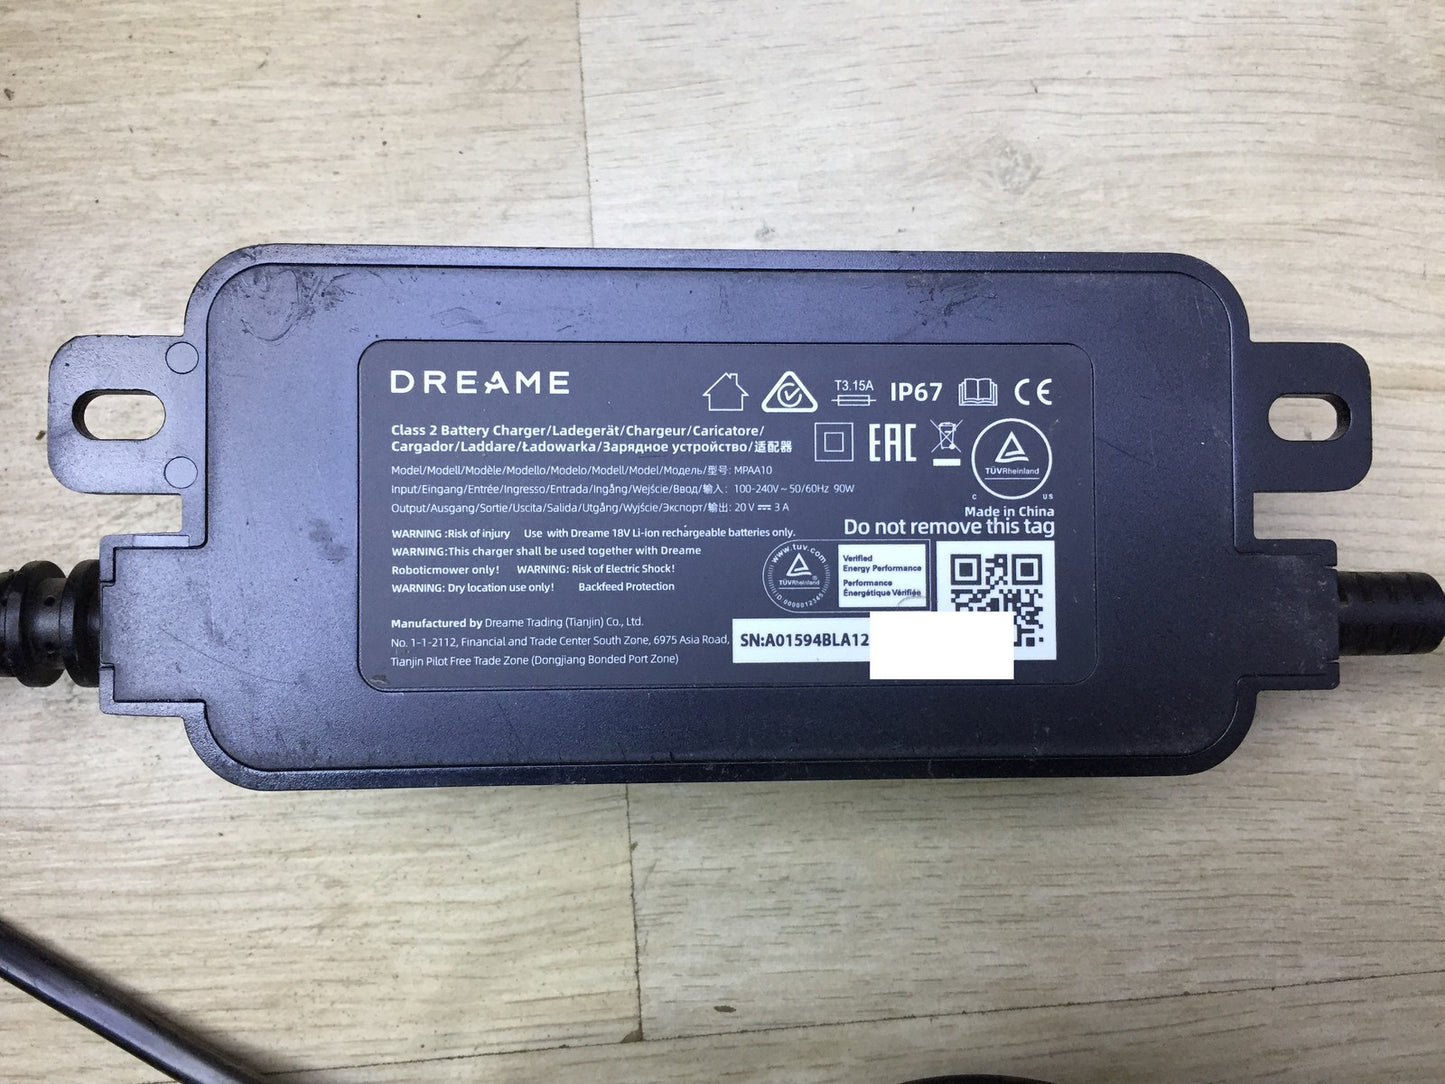 DREAME
T3.15A
IP67
CE
Class 2 Battery Charger/Ladegerät/Chargeur/Caricatore/
Cargador/Laddare/Ładowarka/Зарядное устройство/适配器
EAC
TÜVRheinland
C US
Model/Modell/Modèle/Modello/Modelo/Modell/Model/Модель/型号: MPAA10
Input/Eingang/Entrée/Ingresso/Entrada/Ingång/Wejście/Ввод/输入: 100-240V~50/60Hz 90W
Output/Ausgang/Sortie/Uscita/Salida/Utgång/Wyjście/Экспорт/输出: 20 V ⎓ 3 A
Made in China
Do not remove this tag
WARNING :Risk of injury Use with Dreame 18V Li-ion rechargeable batteries only.
WARNING:This charger shall be used together with Dreame
Roboticmower only! WARNING: Risk of Electric Shock!
WARNING: Dry location use only! Backfeed Protection
www.tuv.com
TÜVRheinland®
ID 0000012345
Verified
Energy Performance
Performance
Énergétique Vérifiée
Manufactured by Dreame Trading (Tianjin) Co., Ltd.
No. 1-1-2112, Financial and Trade Center South Zone, 6975 Asia Road,
Tianjin Pilot Free Trade Zone (Dongjiang Bonded Port Zone)
SN:A01594BLA12